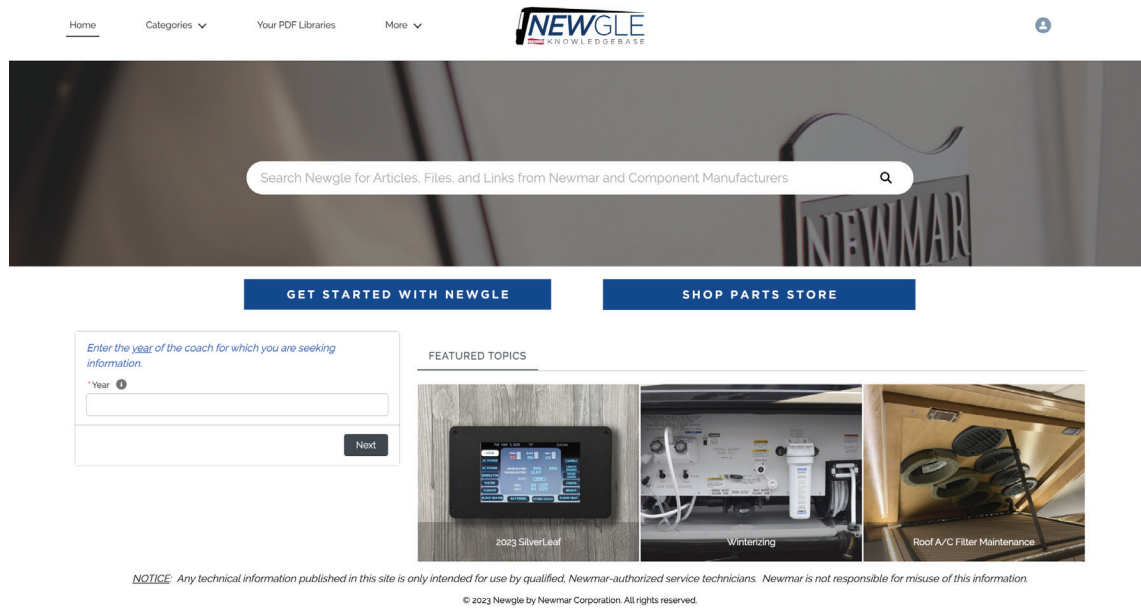 Home
Categories
Your PDF Libraries
More
NEWGLE
KNOWLEDGEBASE
Search Newgle for Articles, Files, and Links from Newmar and Component Manufacturers
NEWMAR
GET STARTED WITH NEWGLE
SHOP PARTS STORE
Enter the year of the coach for which you are seeking
information.
*Year
Next
FEATURED TOPICS
2023 SilverLeaf
Winterizing
Roof A/C Filter Maintenance
NOTICE: Any technical information published in this site is only intended for use by qualified, Newmar-authorized service technicians. Newmar is not responsible for misuse of this information.
© 2023 Newgle by Newmar Corporation. All rights reserved.